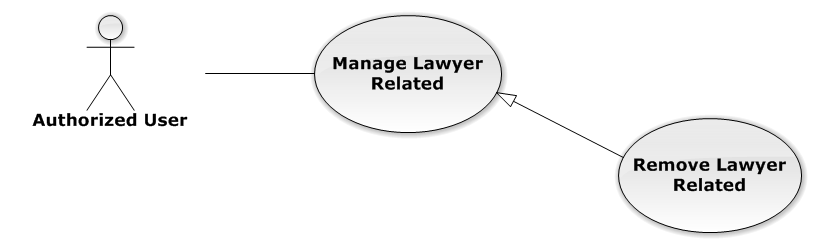 Manage Lawyer
Related
Authorized User
Remove Lawyer
Related